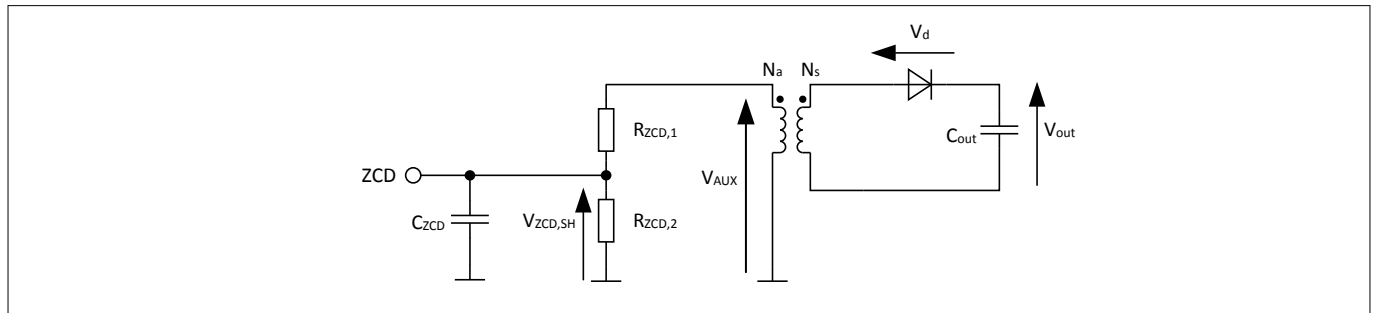 Vd
Na Ns
RZCD,1
Cout
Vout
ZCD
VAUX
CZCD
VZCD,SH
RZCD,2